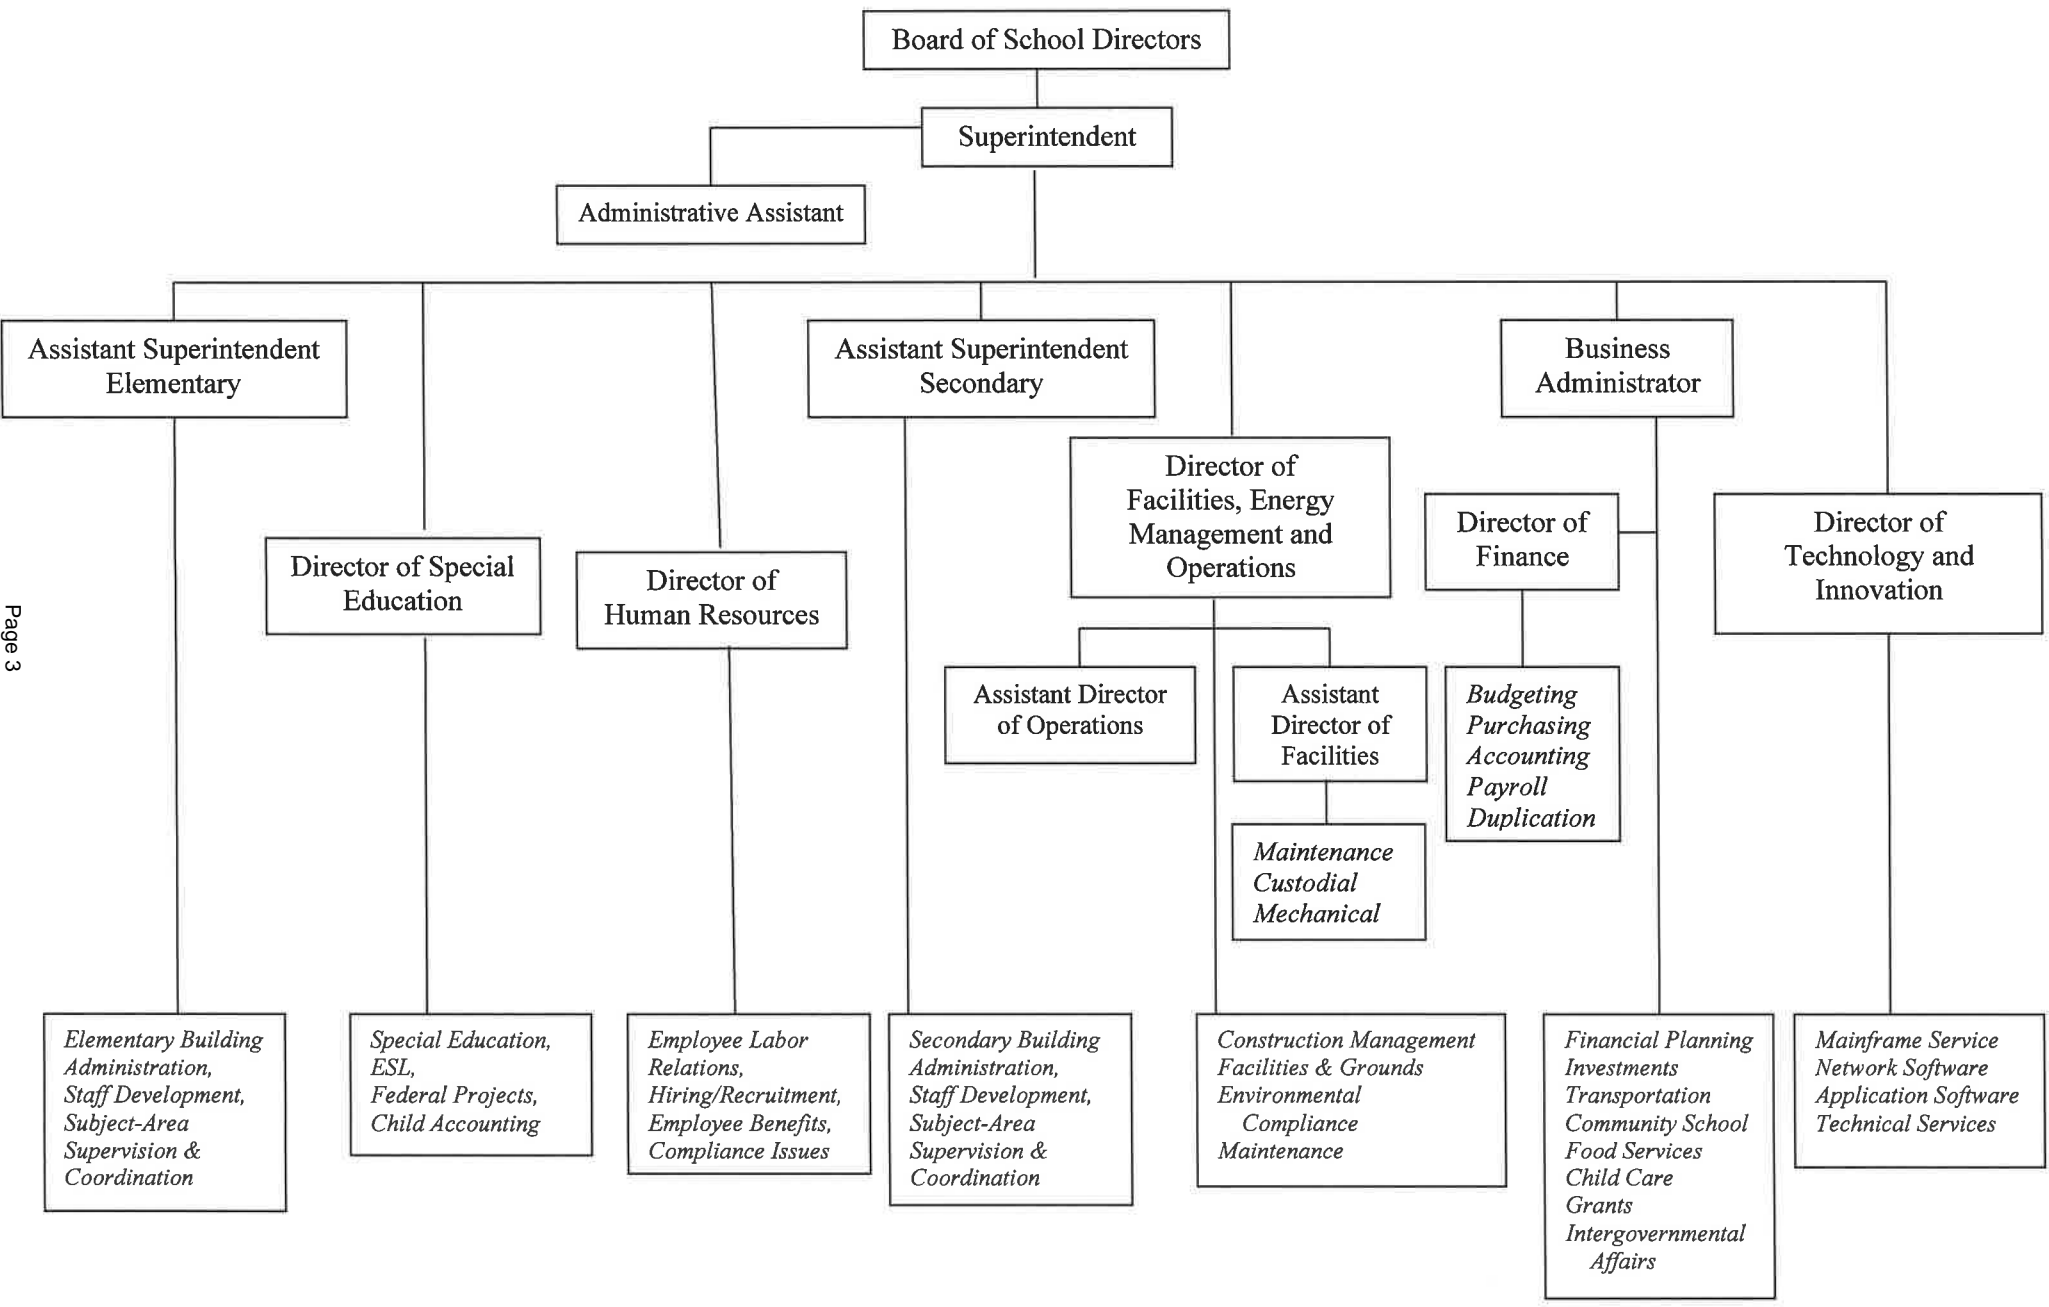 Board of School Directors
Superintendent
Administrative Assistant
Assistant Superintendent
Elementary
Assistant Superintendent
Secondary
Business
Administrator
Director of
Facilities, Energy
Management and
Operations
Director of
Finance
Director of
Technology and
Innovation
Director of Special
Education
Director of
Human Resources
Page 3
Assistant Director
of Operations
Assistant
Director of
Facilities
Budgeting
Purchasing
Accounting
Payroll
Duplication
Maintenance
Custodial
Mechanical
Elementary Building
Administration,
Staff Development,
Subject-Area
Supervision &
Coordination
Special Education,
ESL,
Federal Projects,
Child Accounting
Employee Labor
Relations,
Hiring/Recruitment,
Employee Benefits,
Compliance Issues
Secondary Building
Administration,
Staff Development,
Subject-Area
Supervision &
Coordination
Construction Management
Facilities & Grounds
Environmental
Compliance
Maintenance
Financial Planning
Investments
Transportation
Community School
Food Services
Child Care
Grants
Intergovernmental
Affairs
Mainframe Service
Network Software
Application Software
Technical Services